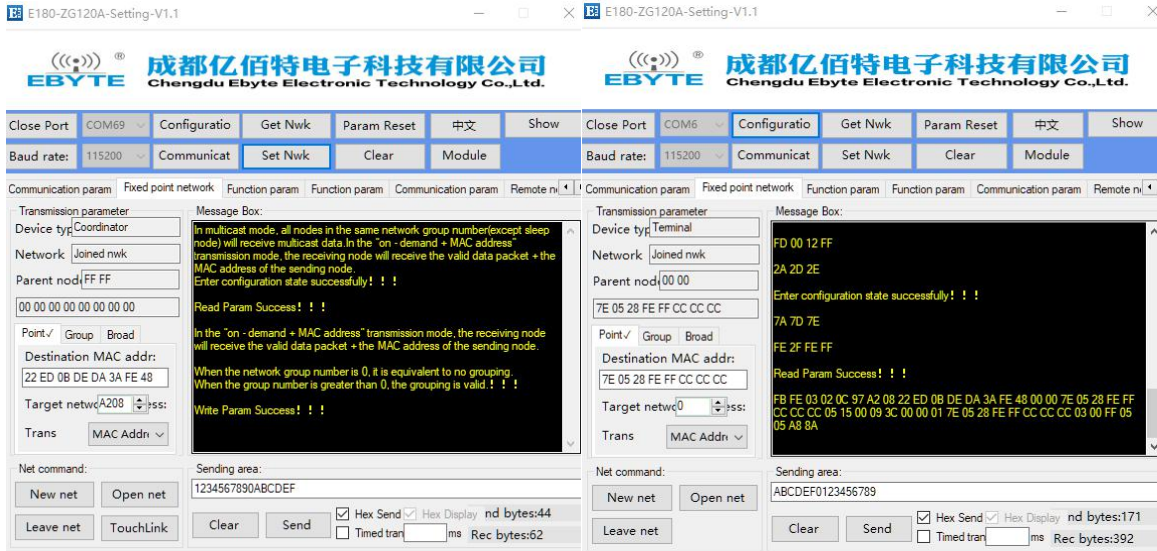 E180-ZG120A-Setting-V1.1
((( ))) ®
EBYTE
成都亿佰特电子科技有限公司
Chengdu Ebyte Electronic Technology Co.,Ltd.
Close Port COM69 Configuratio Get Nwk Param Reset 中文 Show
Baud rate: 115200 Communicat Set Nwk Clear Module
Communication param Fixed point network Function param Function param Communication param Remote n
Transmission parameter
Device typ Coordinator
Network Joined nwk
Parent nod FF FF
00 00 00 00 00 00 00 00
Point√ Group Broad
Destination MAC addr:
22 ED 0B DE DA 3A FE 48
Target netwo A208 ess:
Trans MAC Addr
Message Box:
In multicast mode, all nodes in the same network group number(except sleep
node) will receive multicast data.In the "on - demand + MAC address"
transmission mode, the receiving node will receive the valid data packet + the
MAC address of the sending node.
Enter configuration state successfully！！！
Read Param Success！！！
In the "on - demand + MAC address" transmission mode, the receiving node
will receive the valid data packet + the MAC address of the sending node.
When the network group number is 0, it is equivalent to no grouping.
When the group number is greater than 0, the grouping is valid.！！！
Write Param Success！！！
Net command:
New net Open net
Leave net TouchLink
Sending area:
1234567890ABCDEF
Clear Send
Hex Send Hex Display nd bytes:44
Timed tran ms Rec bytes:62
E180-ZG120A-Setting-V1.1
((( ))) ®
EBYTE
成都亿佰特电子科技有限公司
Chengdu Ebyte Electronic Technology Co.,Ltd.
Close Port COM6 Configuratio Get Nwk Param Reset 中文 Show
Baud rate: 115200 Communicat Set Nwk Clear Module
Communication param Fixed point network Function param Function param Communication param Remote n
Transmission parameter
Device typ Terminal
Network Joined nwk
Parent nod 00 00
7E 05 28 FE FF CC CC CC
Point√ Group Broad
Destination MAC addr:
7E 05 28 FE FF CC CC CC
Target netwo 0 ess:
Trans MAC Addr
Message Box:
FD 00 12 FF
2A 2D 2E
Enter configuration state successfully！！！
7A 7D 7E
FE 2F FE FF
Read Param Success！！！
FB FE 03 02 0C 97 A2 08 22 ED 0B DE DA 3A FE 48 00 00 7E 05 28 FE FF
CC CC CC 05 15 00 09 3C 00 00 01 7E 05 28 FE FF CC CC CC 03 00 FF 05
05 A8 8A
Net command:
New net Open net
Leave net
Sending area:
ABCDEF0123456789
Clear Send
Hex Send Hex Display nd bytes:171
Timed tran ms Rec bytes:392